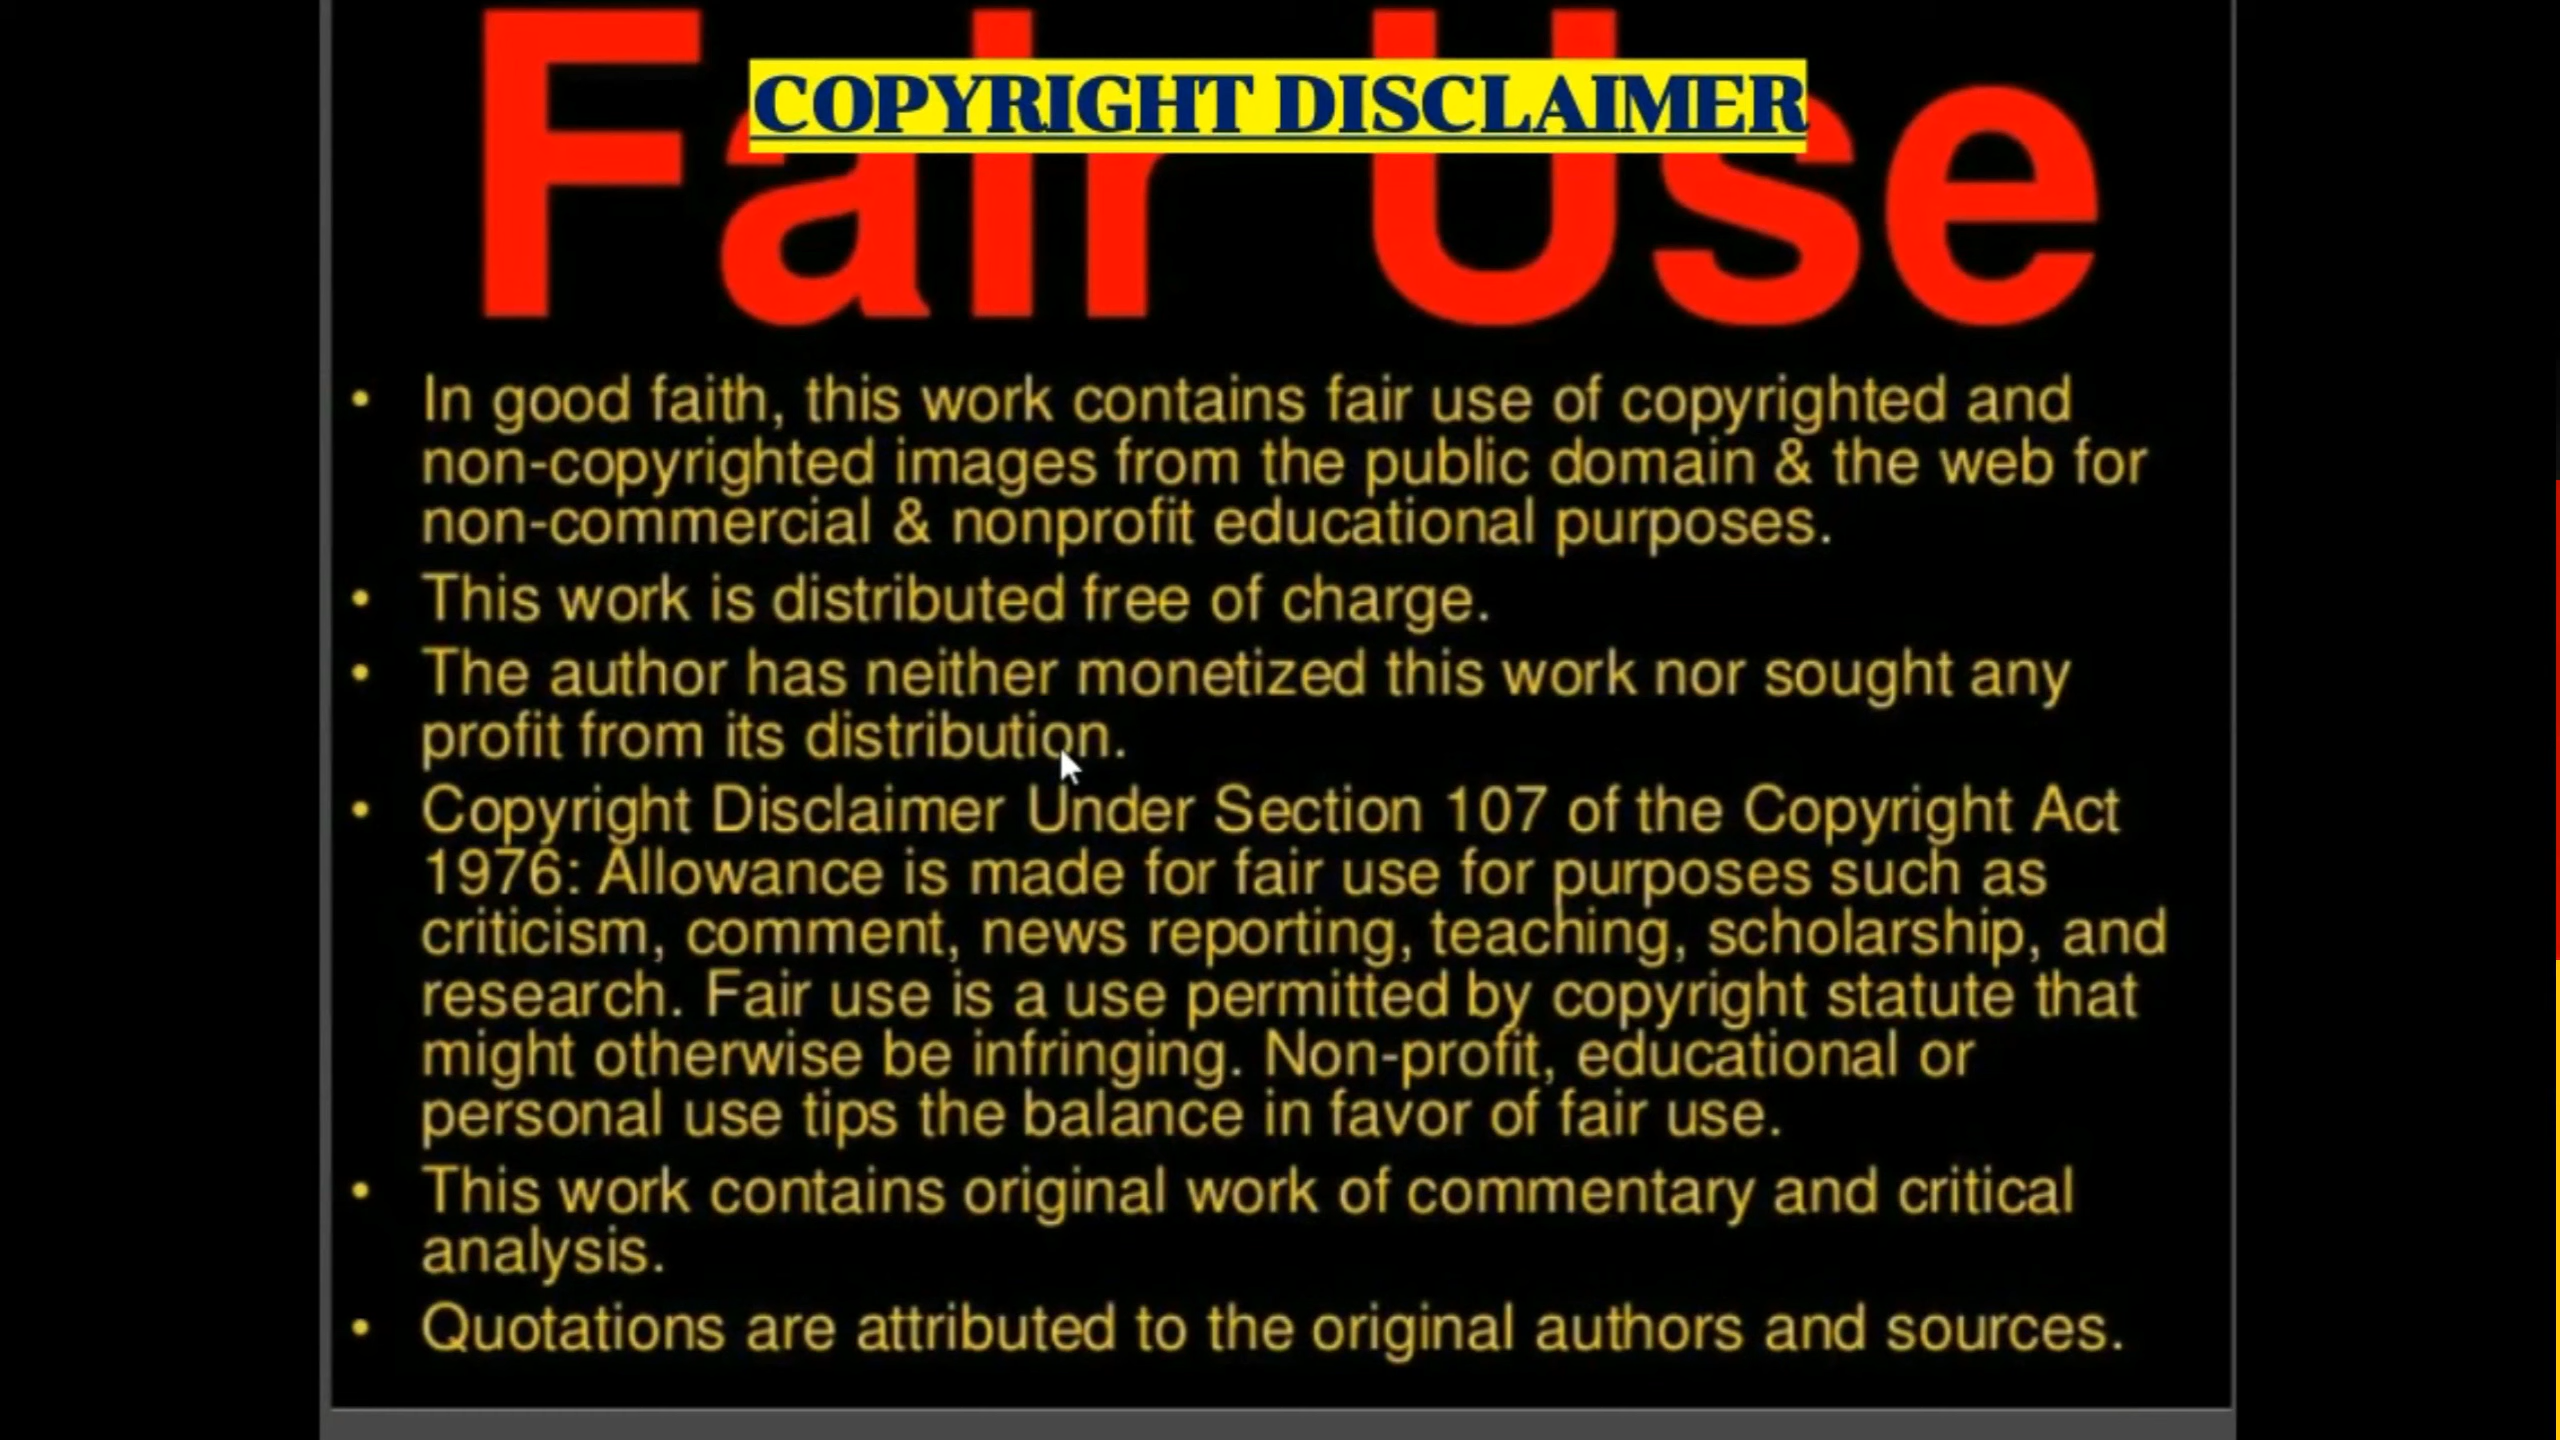 Fair Use
COPYRIGHT DISCLAIMER
• In good faith, this work contains fair use of copyrighted and
non-copyrighted images from the public domain & the web for
non-commercial & nonprofit educational purposes.
• This work is distributed free of charge.
• The author has neither monetized this work nor sought any
profit from its distribution.
• Copyright Disclaimer Under Section 107 of the Copyright Act
1976: Allowance is made for fair use for purposes such as
criticism, comment, news reporting, teaching, scholarship, and
research. Fair use is a use permitted by copyright statute that
might otherwise be infringing. Non-profit, educational or
personal use tips the balance in favor of fair use.
• This work contains original work of commentary and critical
analysis.
• Quotations are attributed to the original authors and sources.